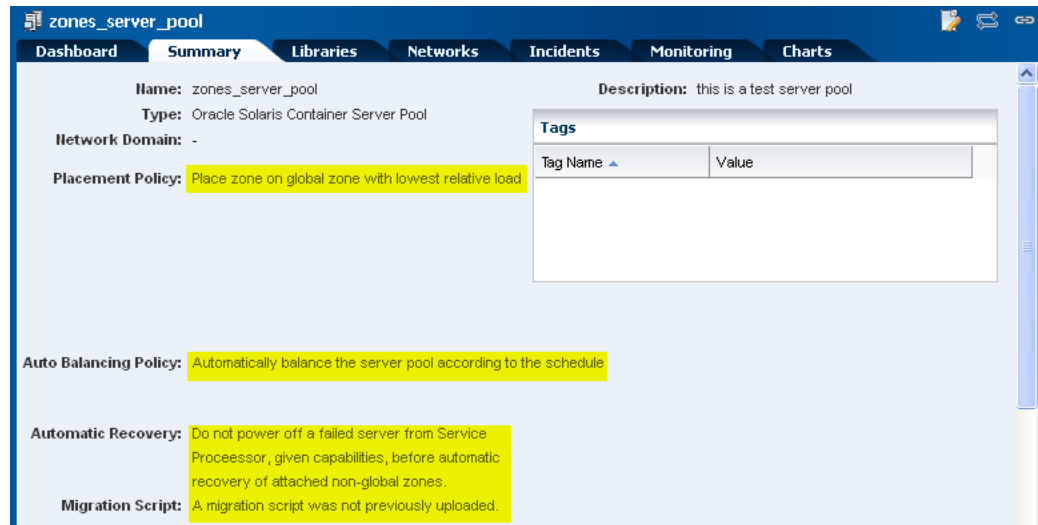 zones_server_pool
Dashboard Summary Libraries Networks Incidents Monitoring Charts
Name: zones_server_pool
Type: Oracle Solaris Container Server Pool
Network Domain: -
Placement Policy: Place zone on global zone with lowest relative load
Description: this is a test server pool
Tags
Tag Name Value
Auto Balancing Policy: Automatically balance the server pool according to the schedule
Automatic Recovery: Do not power off a failed server from Service
Proceessor, given capabilities, before automatic
recovery of attached non-global zones.
Migration Script: A migration script was not previously uploaded.